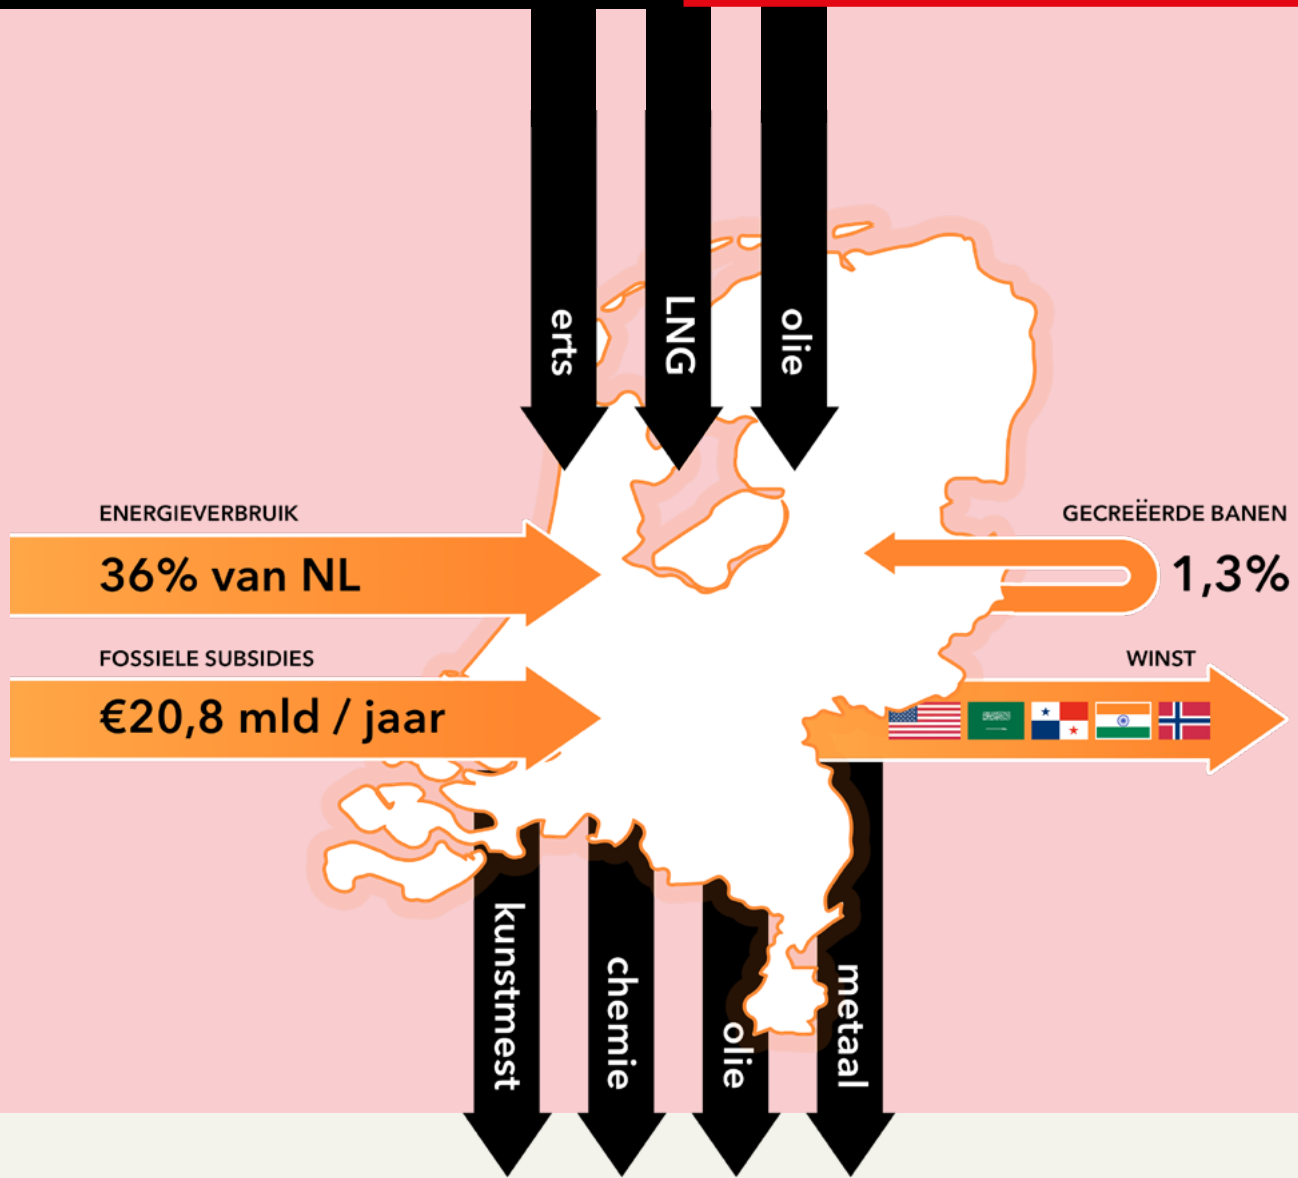 erts
LNG
olie
ENERGIEVERBRUIK
36% van NL
GECREËERDE BANEN
1,3%
FOSSIELE SUBSIDIES
€20,8 mld / jaar
WINST
kunstmest
chemie
olie
metaal